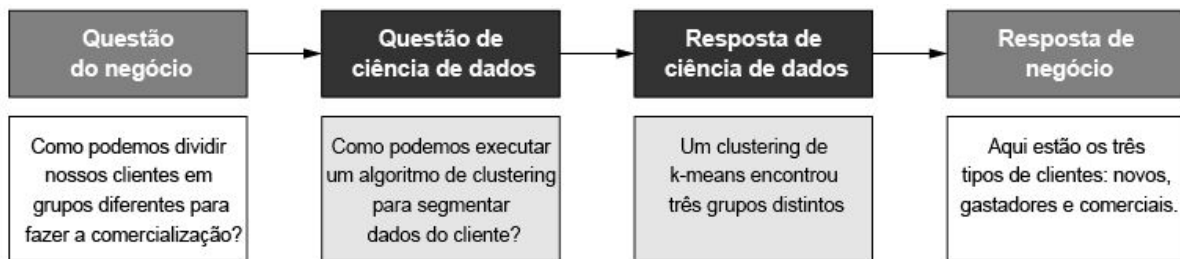 Questão
do negócio
Questão de
ciência de dados
Resposta de
ciência de dados
Resposta de
negócio
Como podemos dividir
nossos clientes em
grupos diferentes para
fazer a comercialização?
Como podemos executar
um algoritmo de clustering
para segmentar
dados do cliente?
Um clustering de
k-means encontrou
três grupos distintos
Aqui estão os três
tipos de clientes: novos,
gastadores e comerciais.